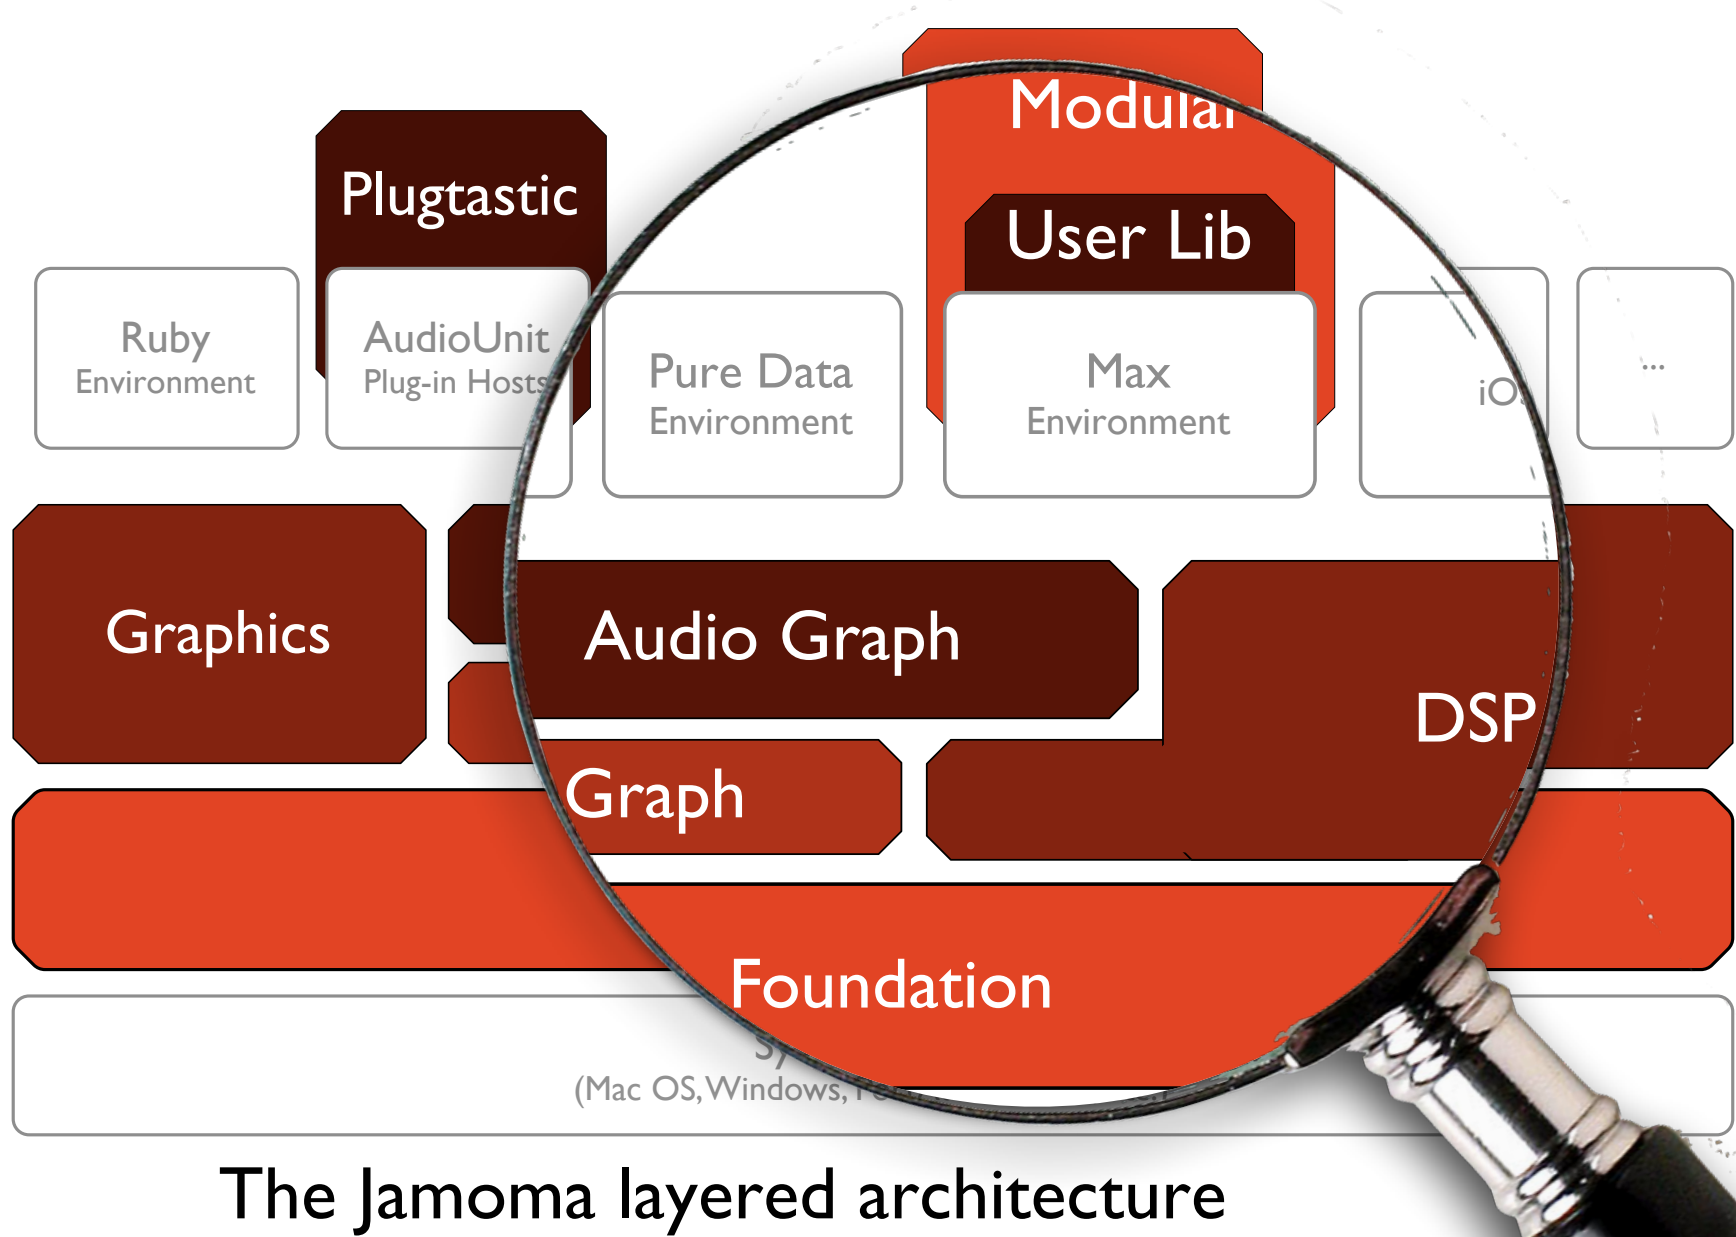 Modular
Plugtastic
User Lib
Ruby
Environment
AudioUnit
Plug-in Hosts
Pure Data
Environment
Max
Environment
...
Graphics
Audio Graph
DSP
Graph
Foundation
(Mac OS, Windows,
The Jamoma layered architecture